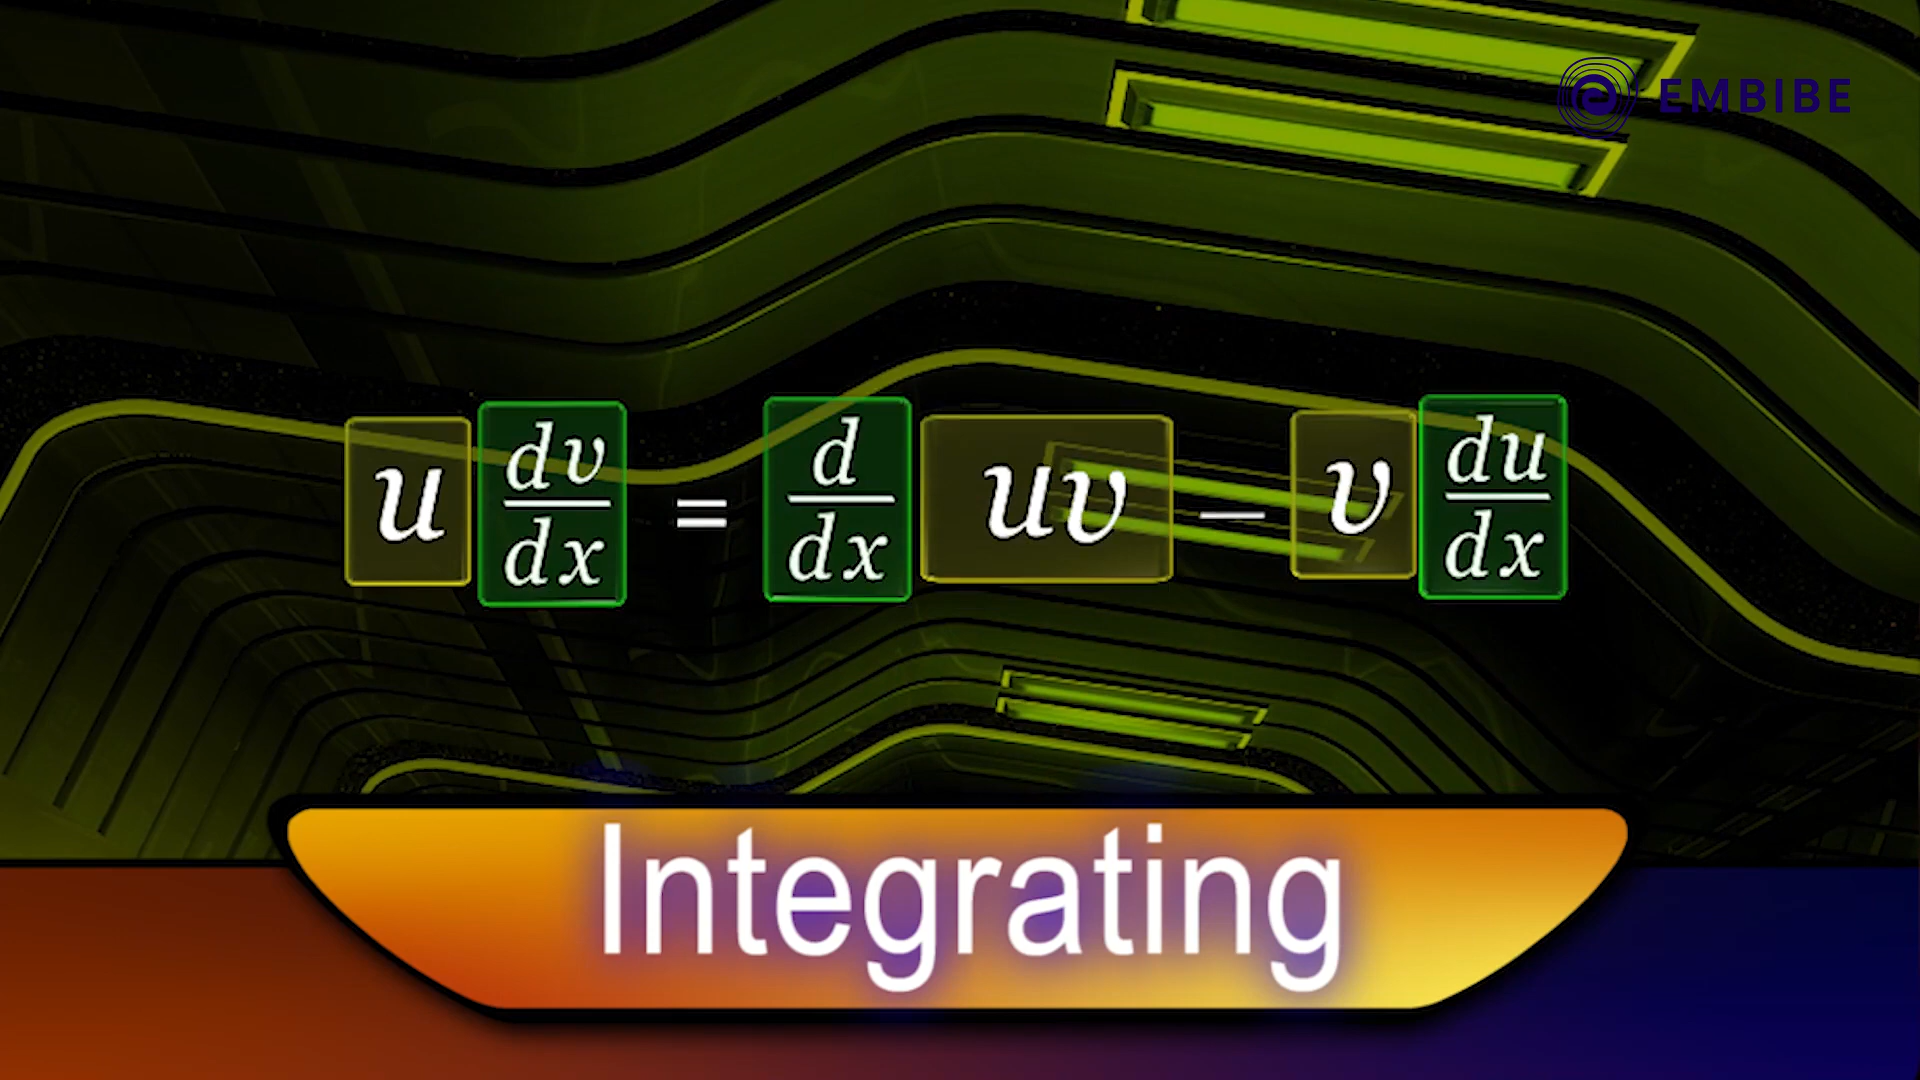 EMBIBE
u dv/dx = d/dx uv − v du/dx
Integrating